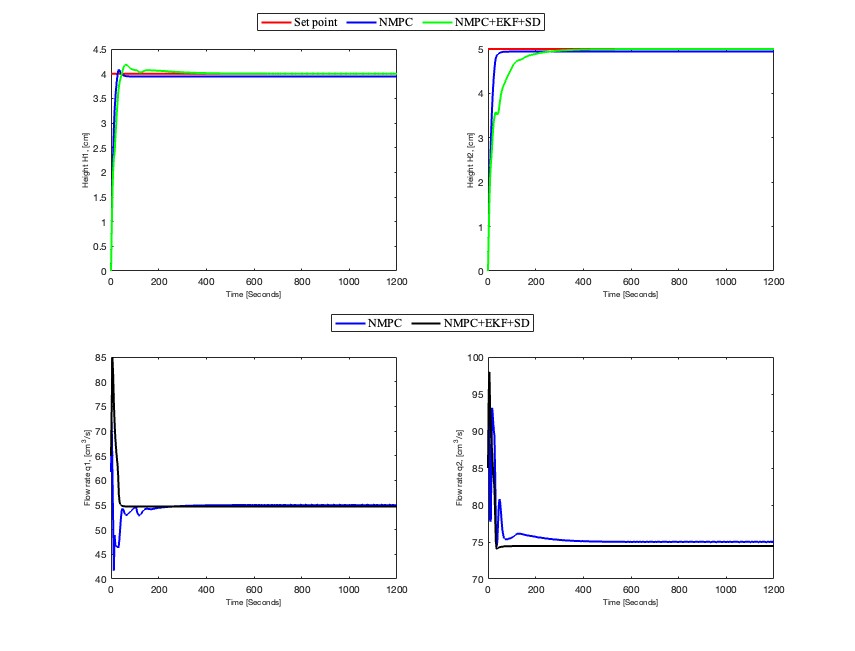 Set point NMPC NMPC+EKF+SD
4.5
4
3.5
3
2.5
2
1.5
1
0.5
0
Height H1, [cm]
0 200 400 600 800 1000 1200
Time [Seconds]
5
4
3
2
1
0
Height H2, [cm]
0 200 400 600 800 1000 1200
Time [Seconds]
NMPC NMPC+EKF+SD
85
80
75
70
65
60
55
50
45
40
Flow rate q1, [cm³/s]
0 200 400 600 800 1000 1200
Time [Seconds]
100
95
90
85
80
75
70
Flow rate q2, [cm³/s]
0 200 400 600 800 1000 1200
Time [Seconds]